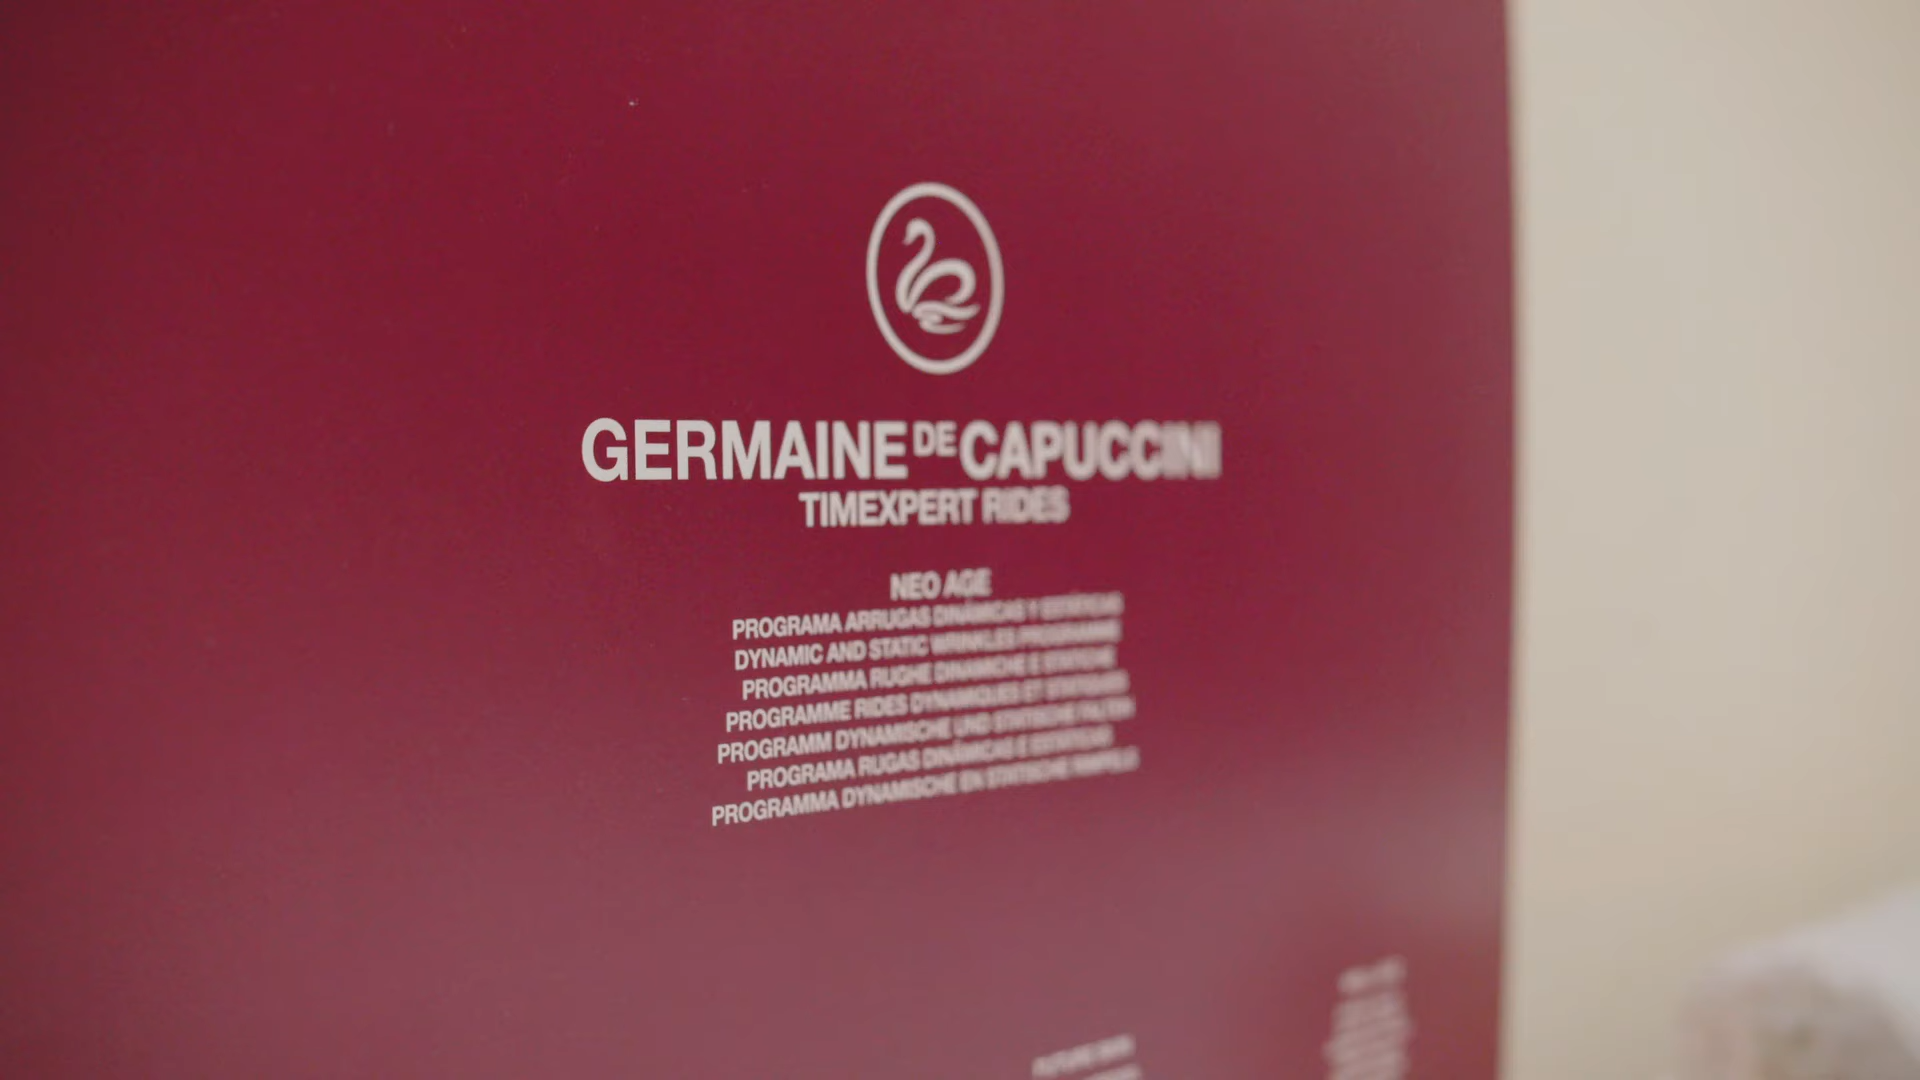 GERMAINE DE CAPUCCINI
TIMEXPERT RIDES
NEO AGE
PROGRAMA ARRUGAS DINÁMICAS Y ESTÁTICAS
DYNAMIC AND STATIC WRINKLES PROGRAMME
PROGRAMMA RUGHE DINAMICHE E STATICHE
PROGRAMME RIDES DYNAMIQUES ET STATIQUES
PROGRAMM DYNAMISCHE UND STATISCHE FALTEN
PROGRAMA RUGAS DINÂMICAS E ESTÁTICAS
PROGRAMMA DYNAMISCHE EN STATISCHE RIMPELS